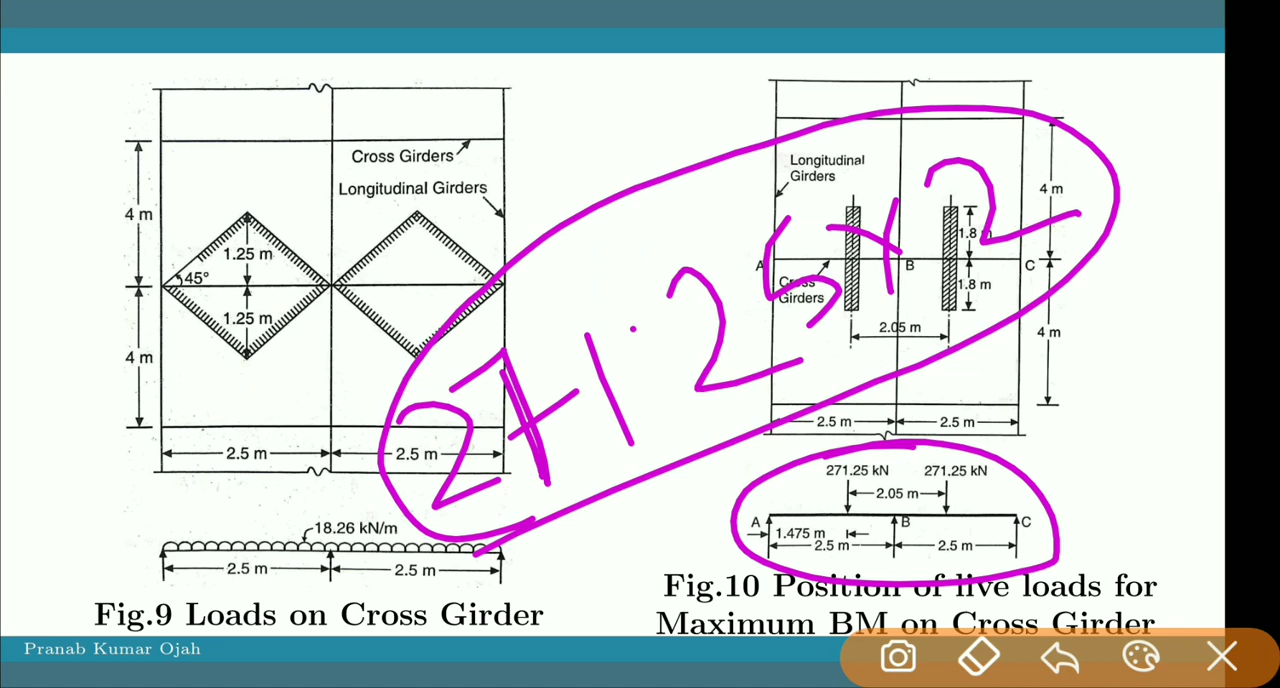 Cross Girders
Longitudinal Girders
4 m
1.25 m
45°
1.25 m
4 m
2.5 m
2.5 m
18.26 kN/m
2.5 m
2.5 m
Fig.9 Loads on Cross Girder
Longitudinal
Girders
4 m
1.8 m
A
B
C
Cross
Girders
1.8 m
2.05 m
4 m
2.5 m
2.5 m
271.25 × 2
271.25 kN
271.25 kN
2.05 m
A
B
C
1.475 m
2.5 m
2.5 m
Fig.10 Position of live loads for
Maximum BM on Cross Girder
Pranab Kumar Ojah